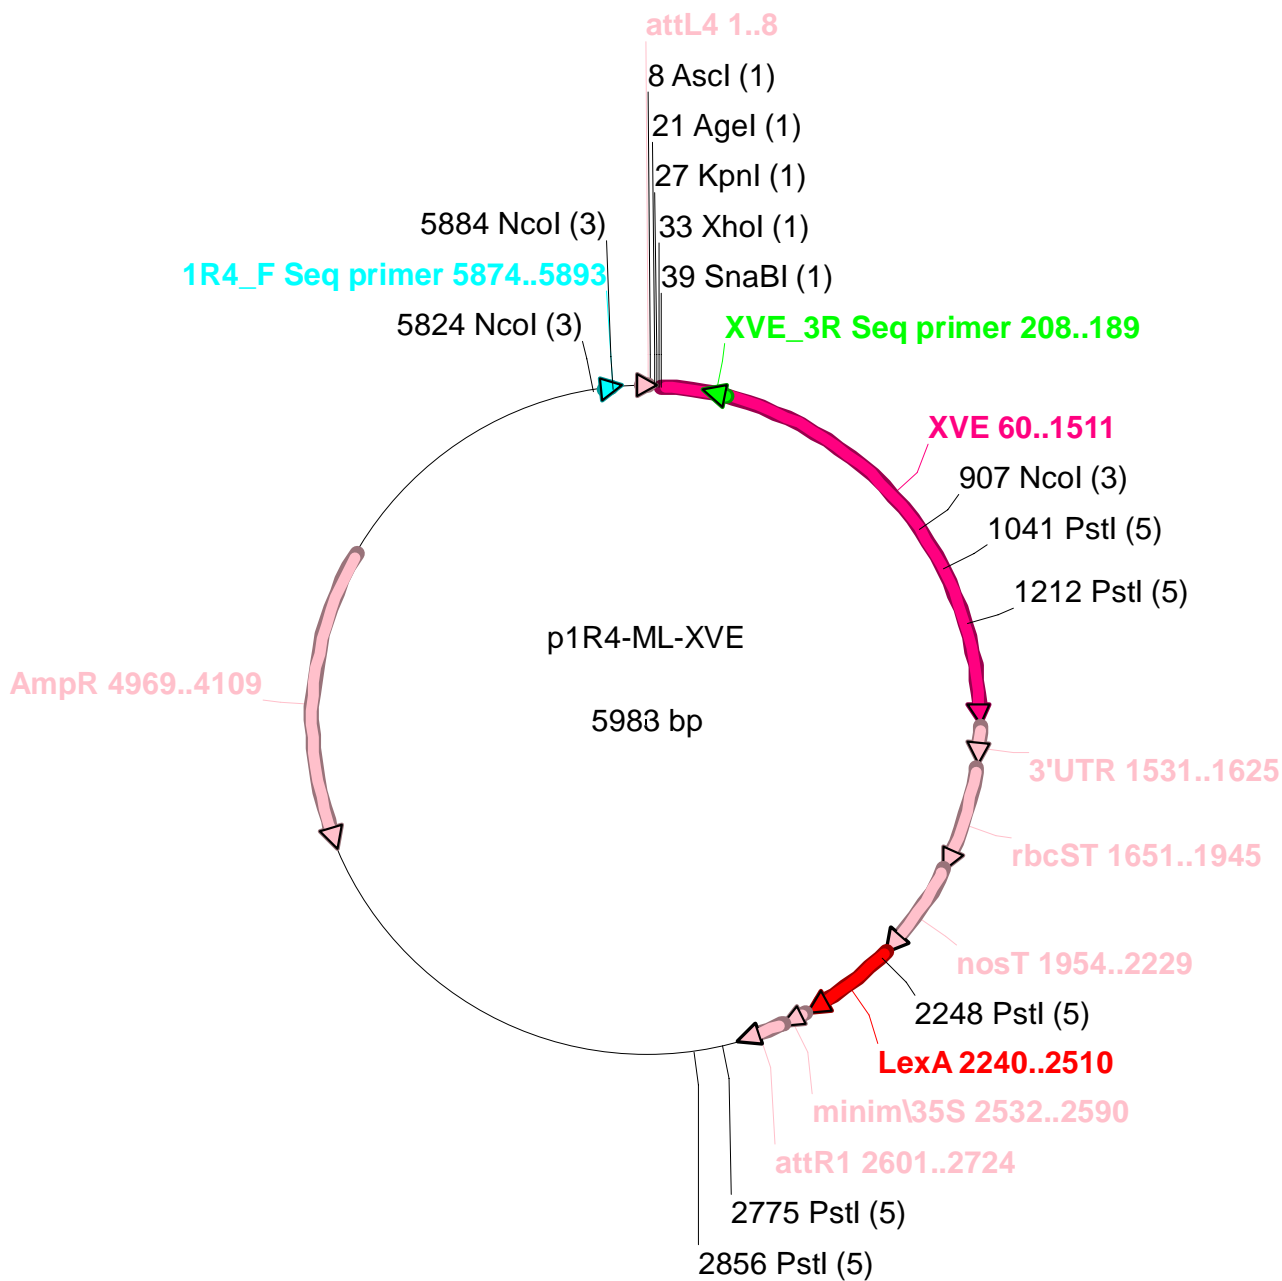 attL4 1..8
8 AscI (1)
21 AgeI (1)
27 KpnI (1)
5884 NcoI (3)
33 XhoI (1)
1R4_F Seq primer 5874..5893
39 SnaBI (1)
5824 NcoI (3)
XVE_3R Seq primer 208..189
XVE 60..1511
907 NcoI (3)
1041 PstI (5)
1212 PstI (5)
p1R4-ML-XVE
AmpR 4969..4109
5983 bp
3'UTR 1531..1625
rbcST 1651..1945
nosT 1954..2229
2248 PstI (5)
LexA 2240..2510
minim\35S 2532..2590
attR1 2601..2724
2775 PstI (5)
2856 PstI (5)